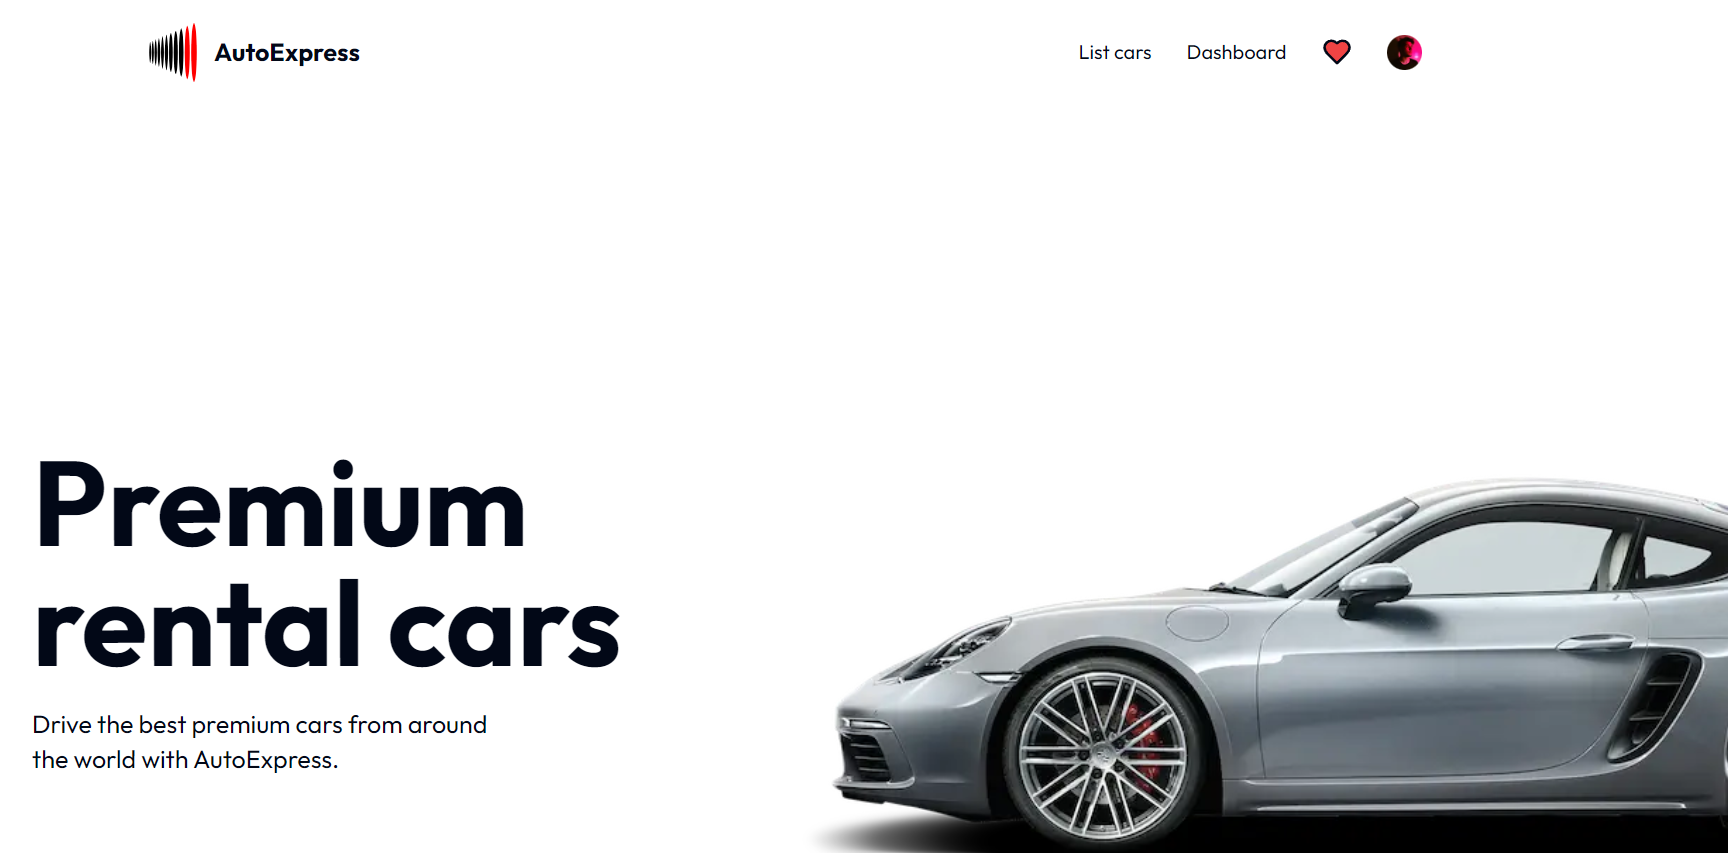 AutoExpress
List cars
Dashboard
Premium
rental cars
Drive the best premium cars from around
the world with AutoExpress.